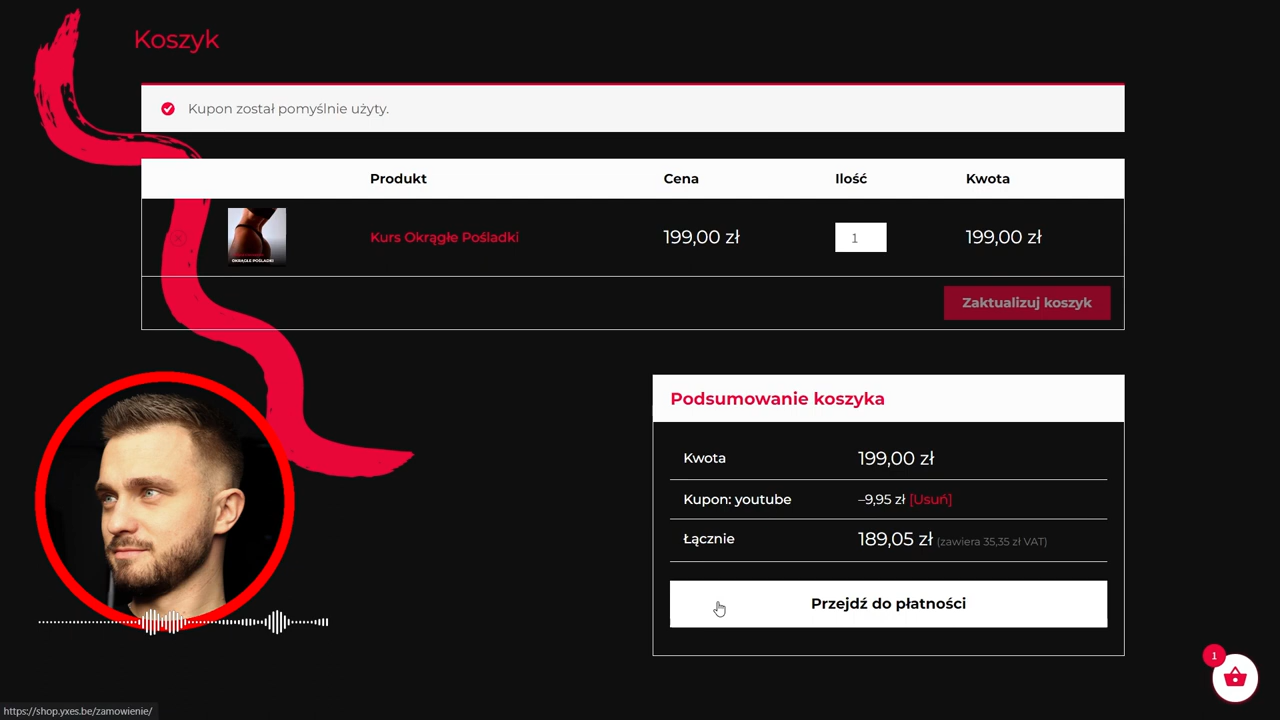 Koszyk
Kupon został pomyślnie użyty.
Produkt Cena Ilość Kwota
OKRĄGŁE POŚLADKI
Kurs Okrągłe Pośladki 199,00 zł 1 199,00 zł
Zaktualizuj koszyk
Podsumowanie koszyka
Kwota 199,00 zł
Kupon: youtube –9,95 zł [Usuń]
Łącznie 189,05 zł (zawiera 35,35 zł VAT)
Przejdź do płatności
1
https://shop.yxes.be/zamowienie/